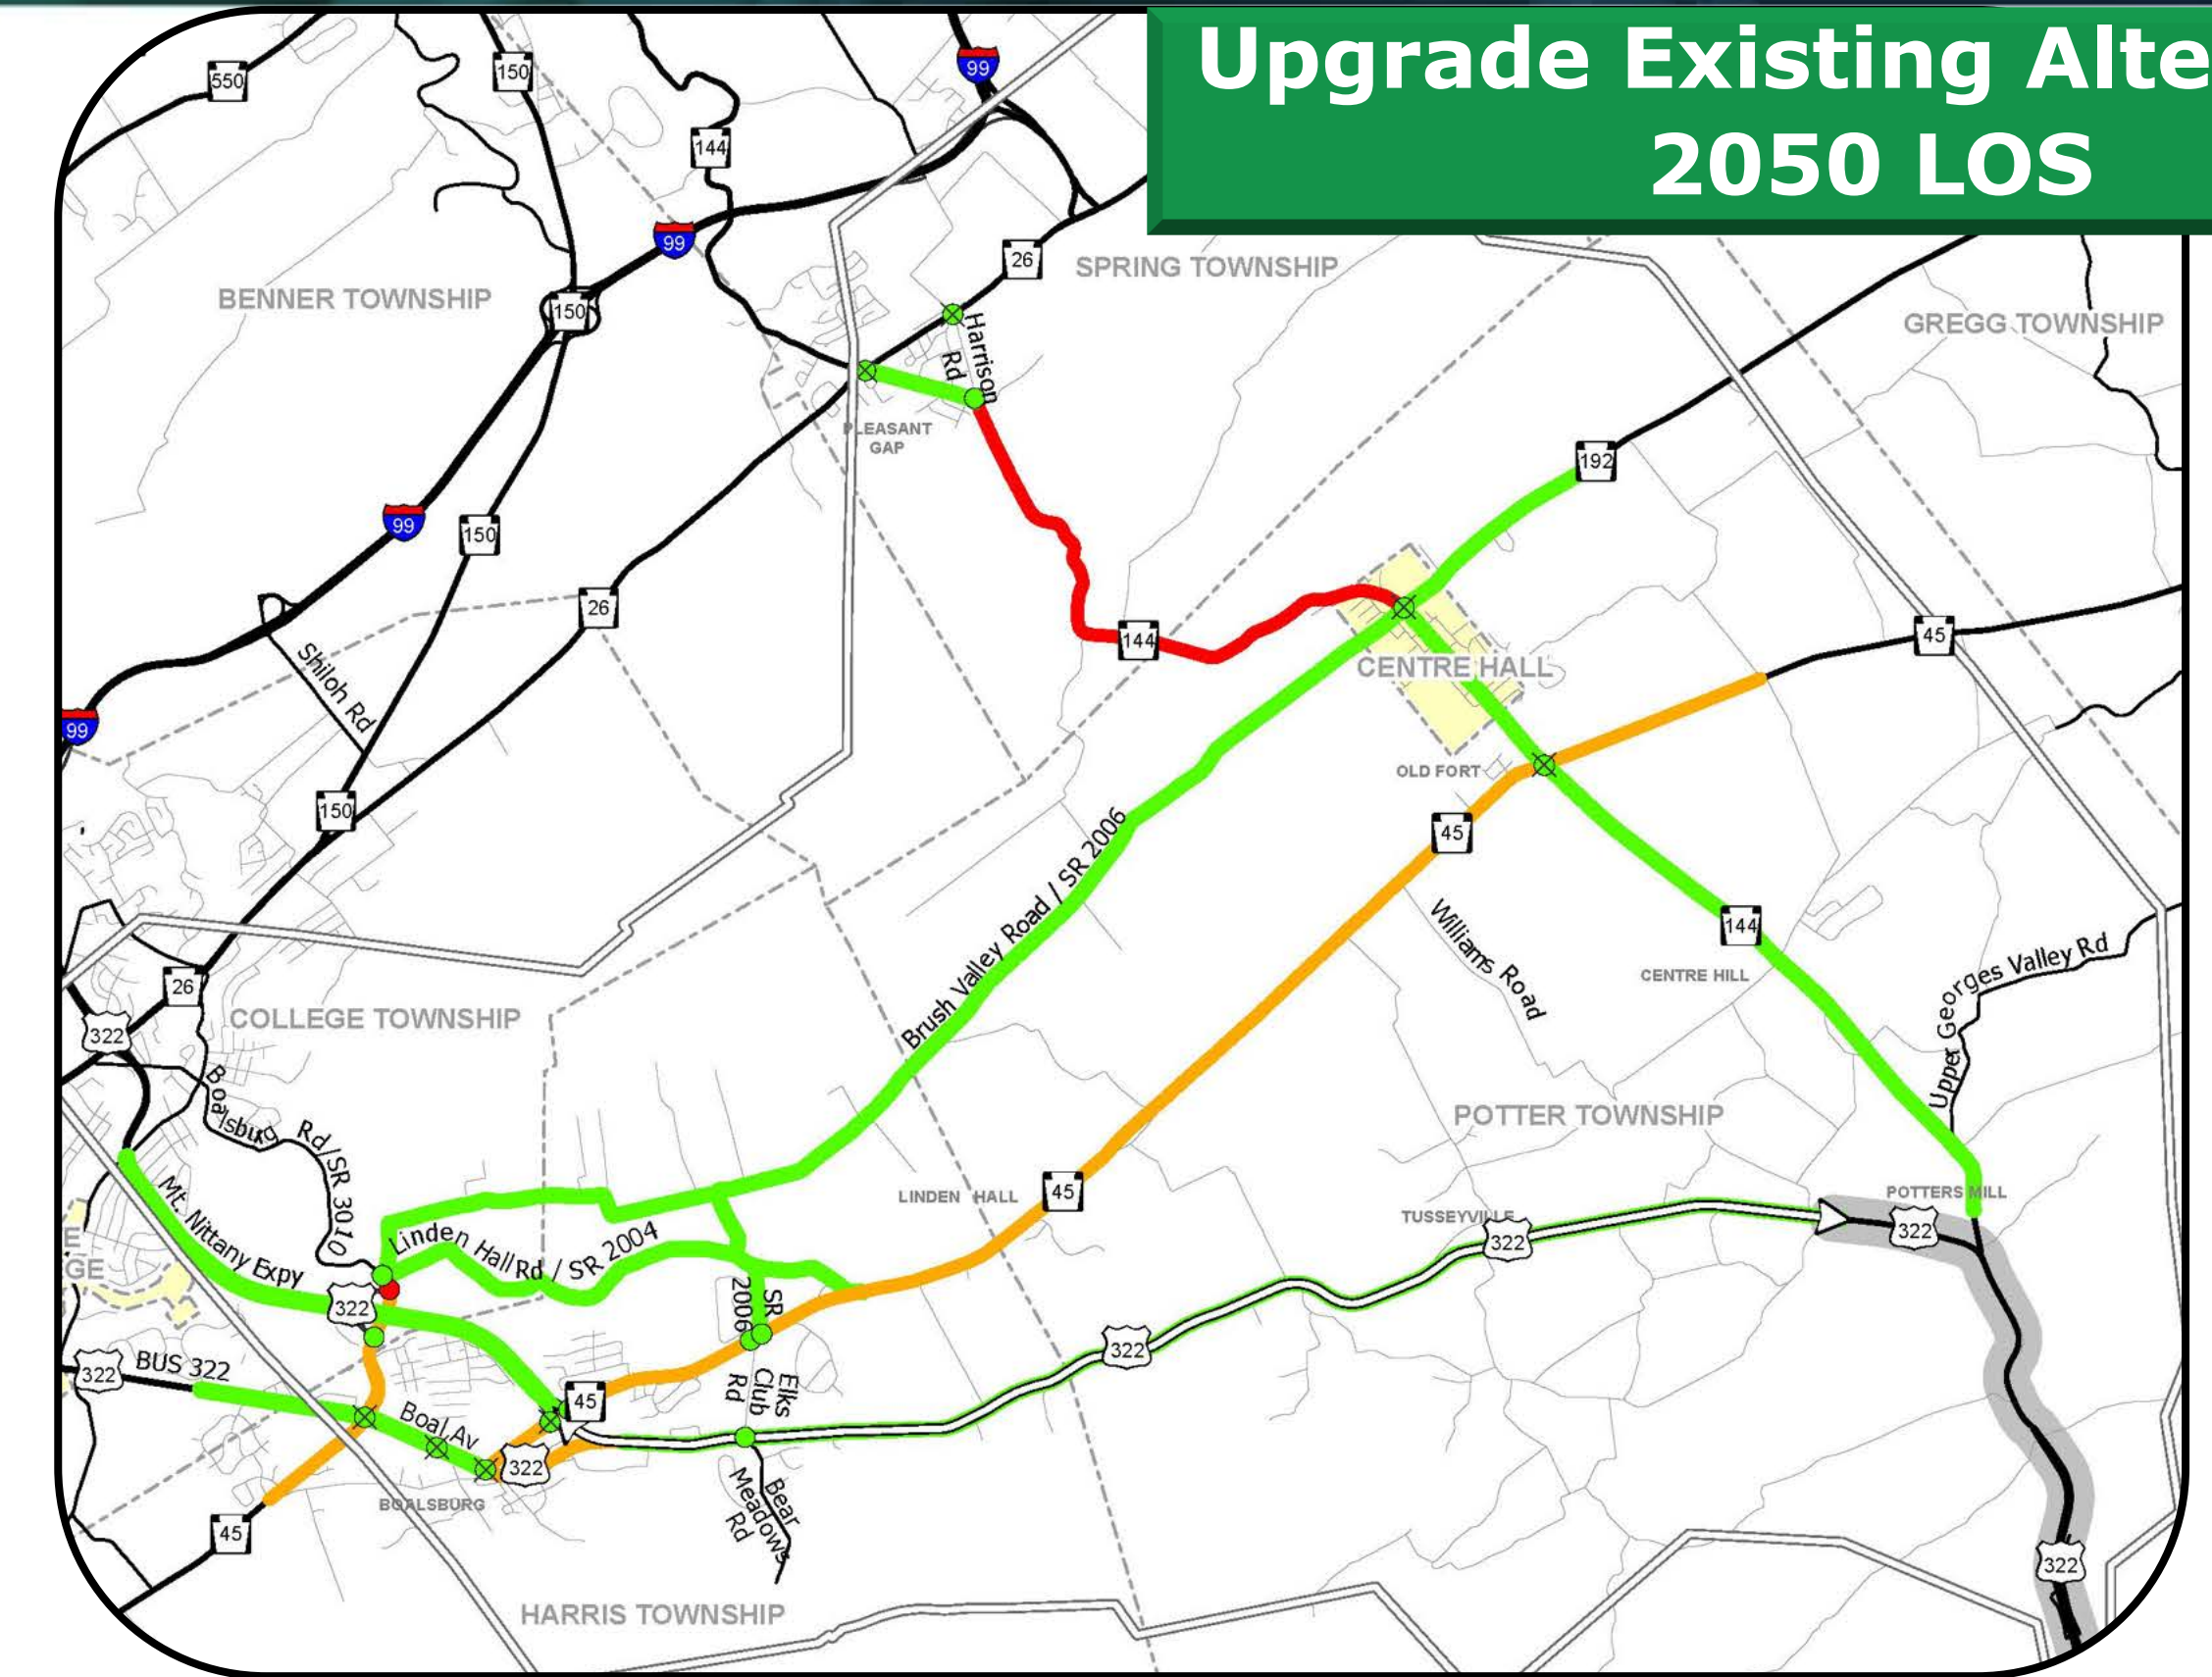 Upgrade Existing Alte
2050 LOS
550
150
99
144
99
26
SPRING TOWNSHIP
BENNER TOWNSHIP
150
GREGG TOWNSHIP
Harrison
Rd
PLEASANT
GAP
192
99
150
26
144
45
CENTRE HALL
Shiloh Rd
99
OLD FORT
150
45
Brush Valley Road / SR 2006
Williams Road
144
CENTRE HILL
Upper Georges Valley Rd
26
322
COLLEGE TOWNSHIP
Boalsburg Rd/SR 3010
POTTER TOWNSHIP
Mt. Nittany Expy
LINDEN HALL
45
POTTERS MILL
TUSSEYVILLE
322
322
E
GE
Linden Hall Rd / SR 2004
322
SR
2006
322
BUS 322
322
Elks
Club
Rd
45
Boal Av
322
BOALSBURG
Bear
Meadows
Rd
45
322
HARRIS TOWNSHIP